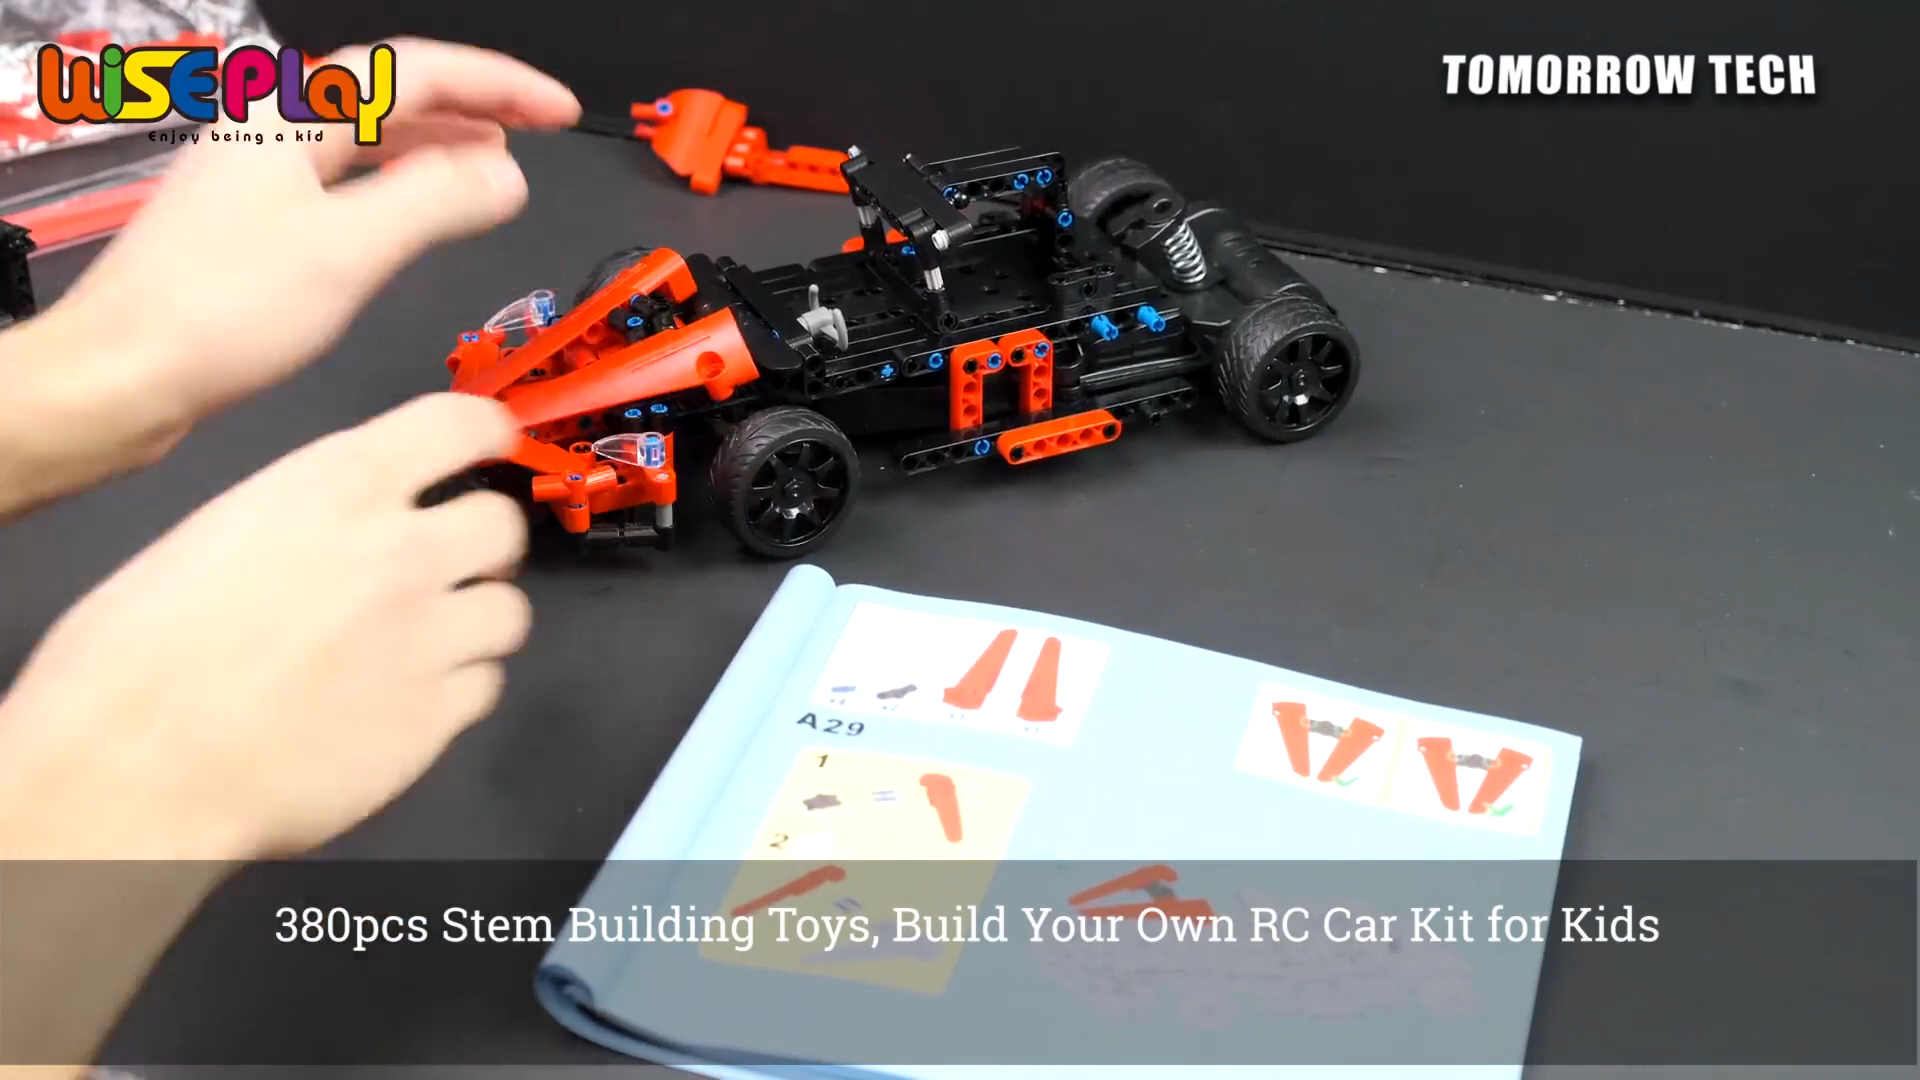 WiSEPLay
Enjoy being a kid
TOMORROW TECH
A29
1
2
380pcs Stem Building Toys, Build Your Own RC Car Kit for Kids